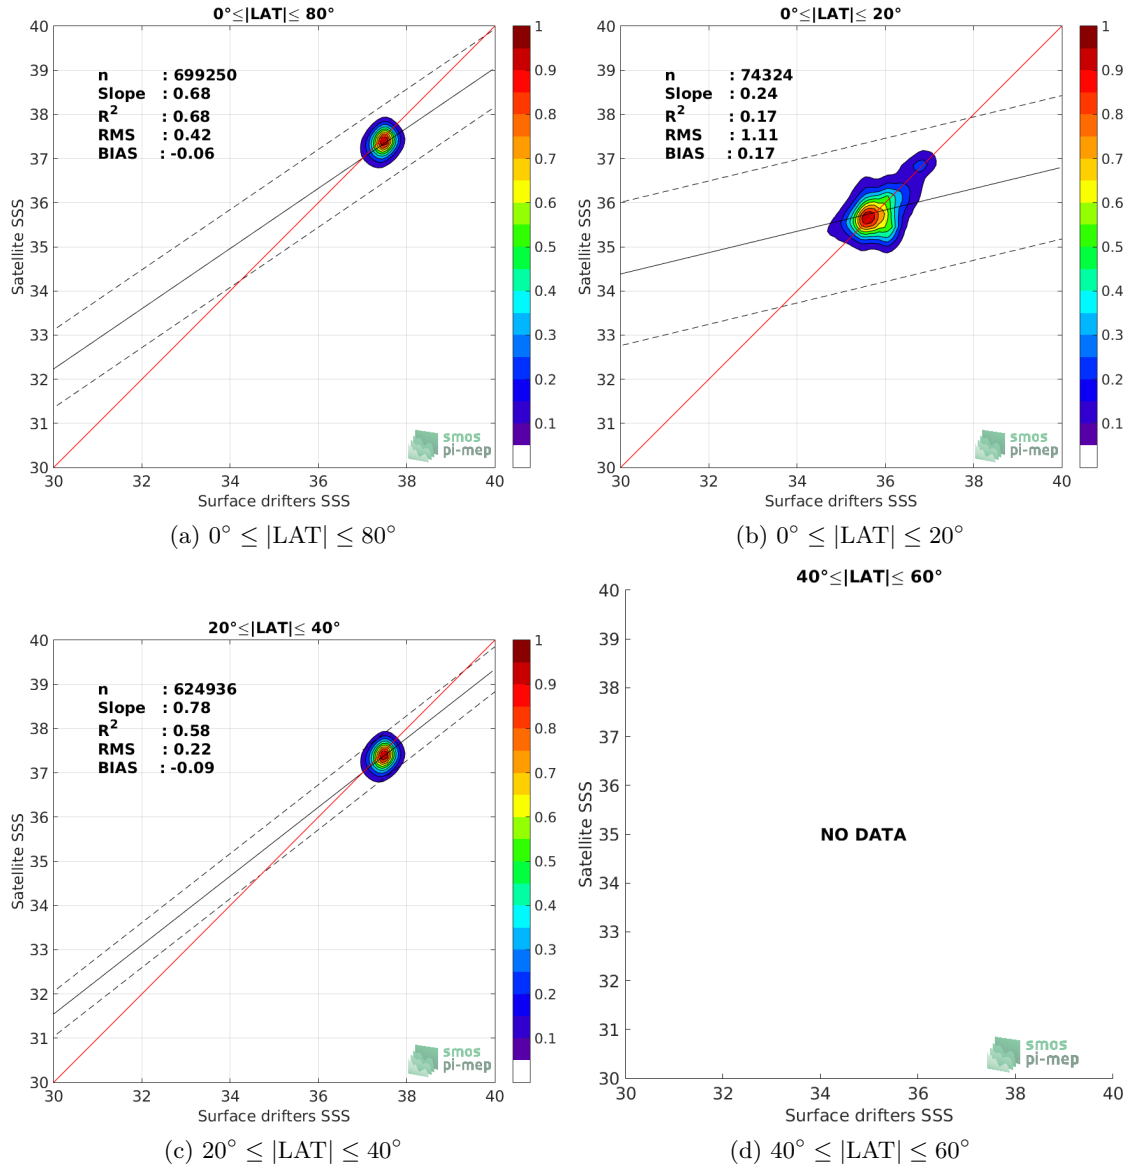 0°≤|LAT|≤ 80°
40
39
38
37
36
35
34
33
32
31
30
30 32 34 36 38 40
Satellite SSS
Surface drifters SSS
n : 699250
Slope : 0.68
R² : 0.68
RMS : 0.42
BIAS : -0.06
1
0.9
0.8
0.7
0.6
0.5
0.4
0.3
0.2
0.1
smos
pi-mep
(a) 0° ≤ |LAT| ≤ 80°
0°≤|LAT|≤ 20°
40
39
38
37
36
35
34
33
32
31
30
30 32 34 36 38 40
Satellite SSS
Surface drifters SSS
n : 74324
Slope : 0.24
R² : 0.17
RMS : 1.11
BIAS : 0.17
1
0.9
0.8
0.7
0.6
0.5
0.4
0.3
0.2
0.1
smos
pi-mep
(b) 0° ≤ |LAT| ≤ 20°
20°≤|LAT|≤ 40°
40
39
38
37
36
35
34
33
32
31
30
30 32 34 36 38 40
Satellite SSS
Surface drifters SSS
n : 624936
Slope : 0.78
R² : 0.58
RMS : 0.22
BIAS : -0.09
1
0.9
0.8
0.7
0.6
0.5
0.4
0.3
0.2
0.1
smos
pi-mep
(c) 20° ≤ |LAT| ≤ 40°
40°≤|LAT|≤ 60°
40
39
38
37
36
35
34
33
32
31
30
30 32 34 36 38 40
Satellite SSS
Surface drifters SSS
NO DATA
smos
pi-mep
(d) 40° ≤ |LAT| ≤ 60°